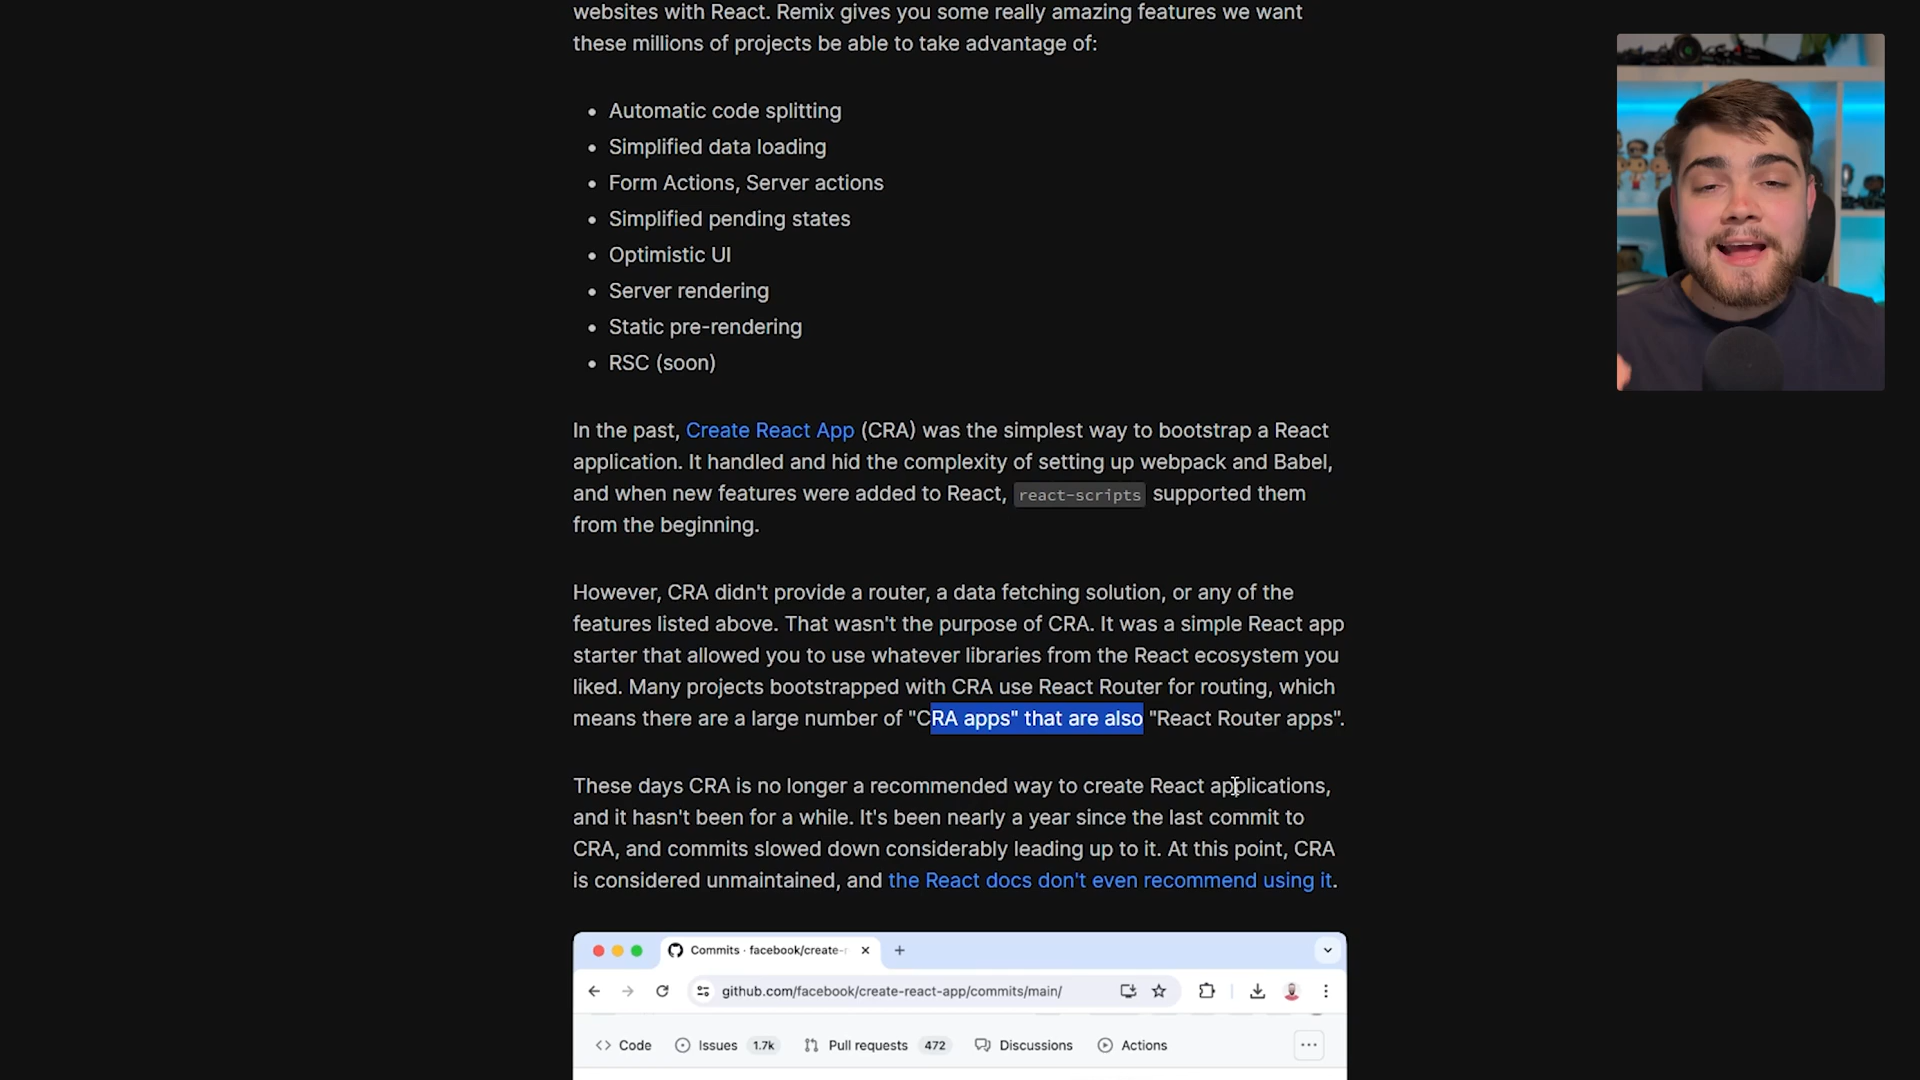 websites with React. Remix gives you some really amazing features we want
these millions of projects be able to take advantage of:
• Automatic code splitting
• Simplified data loading
• Form Actions, Server actions
• Simplified pending states
• Optimistic UI
• Server rendering
• Static pre-rendering
• RSC (soon)
In the past, Create React App (CRA) was the simplest way to bootstrap a React
application. It handled and hid the complexity of setting up webpack and Babel,
and when new features were added to React, react-scripts supported them
from the beginning.
However, CRA didn't provide a router, a data fetching solution, or any of the
features listed above. That wasn't the purpose of CRA. It was a simple React app
starter that allowed you to use whatever libraries from the React ecosystem you
liked. Many projects bootstrapped with CRA use React Router for routing, which
means there are a large number of "CRA apps" that are also "React Router apps".
These days CRA is no longer a recommended way to create React applications,
and it hasn't been for a while. It's been nearly a year since the last commit to
CRA, and commits slowed down considerably leading up to it. At this point, CRA
is considered unmaintained, and the React docs don't even recommend using it.
Commits · facebook/create-r
github.com/facebook/create-react-app/commits/main/
Code Issues 1.7k Pull requests 472 Discussions Actions